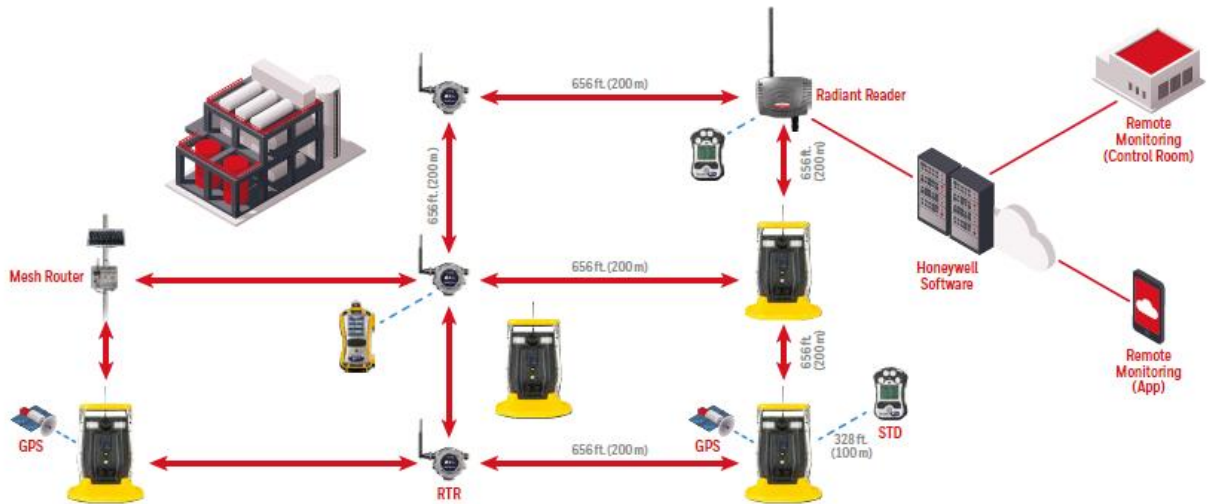 656 ft. (200 m)
Radiant Reader
Remote
Monitoring
(Control Room)
656 ft. (200 m)
656 ft.
(200 m)
Mesh Router
656 ft. (200 m)
Honeywell
Software
656 ft.
(200 m)
Remote
Monitoring
(App)
GPS
GPS
STD
328 ft.
(100 m)
656 ft. (200 m)
RTR